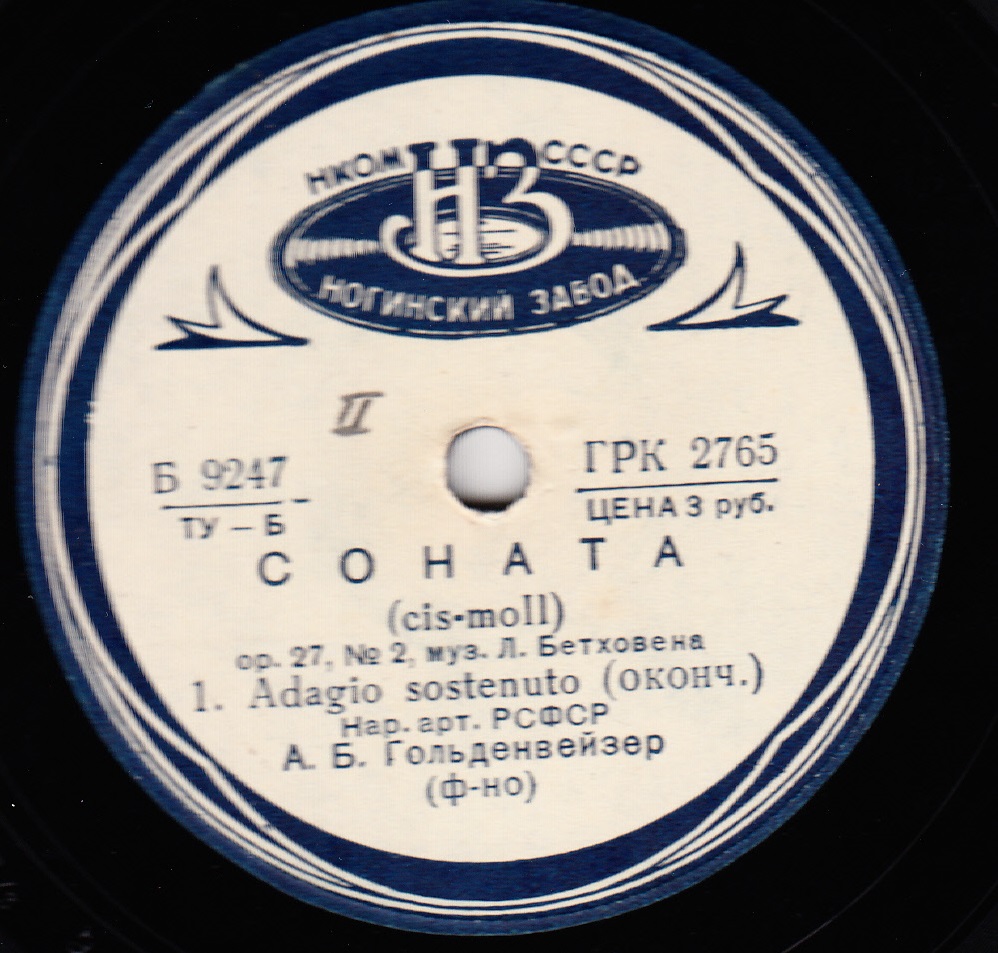 НКОМ СССР
НЗ
НОГИНСКИЙ ЗАВОД
II
Б 9247
ТУ – Б
ГРК 2765
ЦЕНА 3 руб.
СОНАТА
(cis-moll)
ор. 27, № 2, муз. Л. Бетховена
1. Adagio sostenuto (оконч.)
Нар. арт. РСФСР
А. Б. Гольденвейзер
(ф-но)